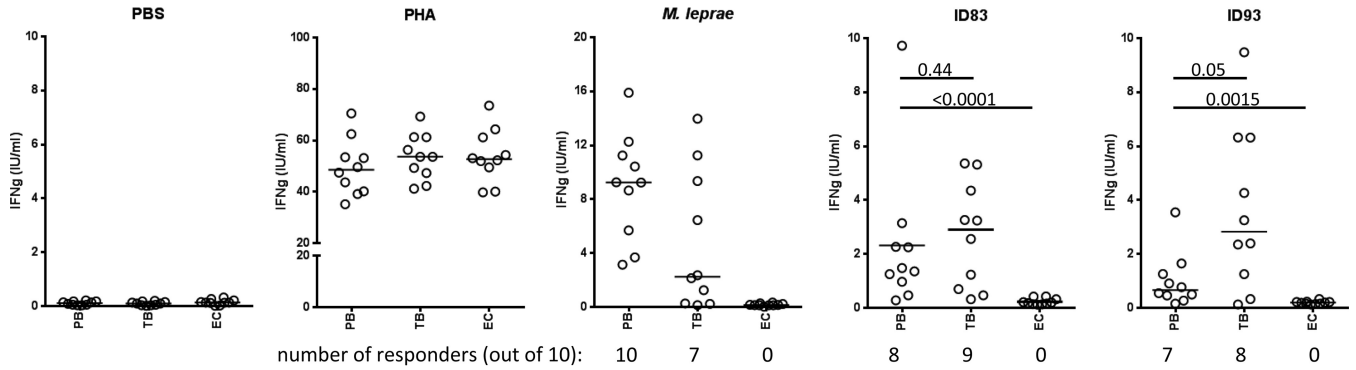 PBS
PHA
M. leprae
ID83
ID93
IFNg (IU/ml)
10
8
6
4
2
0
PB
TB
EC
IFNg (IU/ml)
100
80
60
40
20
20
0
PB
TB
EC
IFNg (IU/ml)
20
16
12
8
4
0
PB
TB
EC
IFNg (IU/ml)
10
8
6
4
2
0
0.44
<0.0001
PB
TB
EC
IFNg (IU/ml)
10
8
6
4
2
0
0.05
0.0015
PB
TB
EC
number of responders (out of 10): 10 7 0 8 9 0 7 8 0